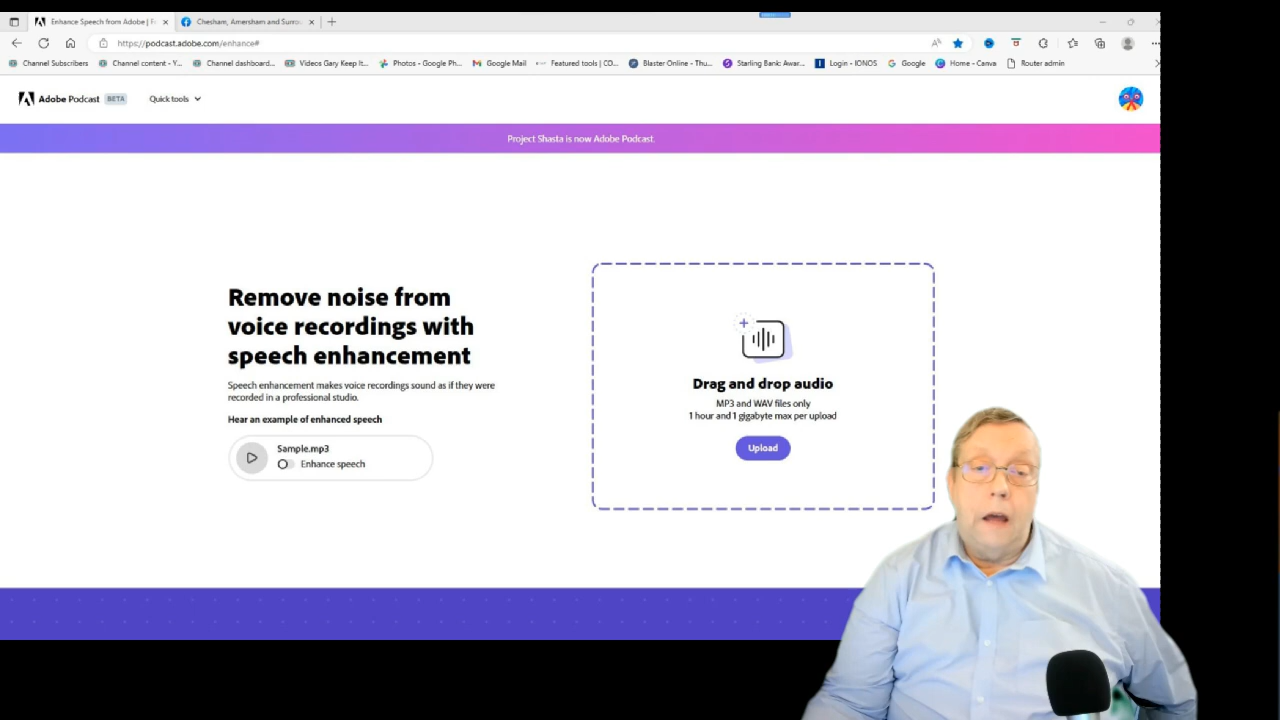 Enhance Speech from Adobe | F
Chesham, Amersham and Surro
https://podcast.adobe.com/enhance#
Channel Subscribers
Channel content - Y...
Channel dashboard...
Videos Gary Keep It...
Photos - Google Ph...
Google Mail
Featured tools | CO...
Blaster Online - Thu...
Starling Bank: Awar...
Login - IONOS
Google
Home - Canva
Router admin
Adobe Podcast BETA Quick tools
Project Shasta is now Adobe Podcast.
Remove noise from
voice recordings with
speech enhancement
Speech enhancement makes voice recordings sound as if they were
recorded in a professional studio.
Hear an example of enhanced speech
Sample.mp3
Enhance speech
Drag and drop audio
MP3 and WAV files only
1 hour and 1 gigabyte max per upload
Upload